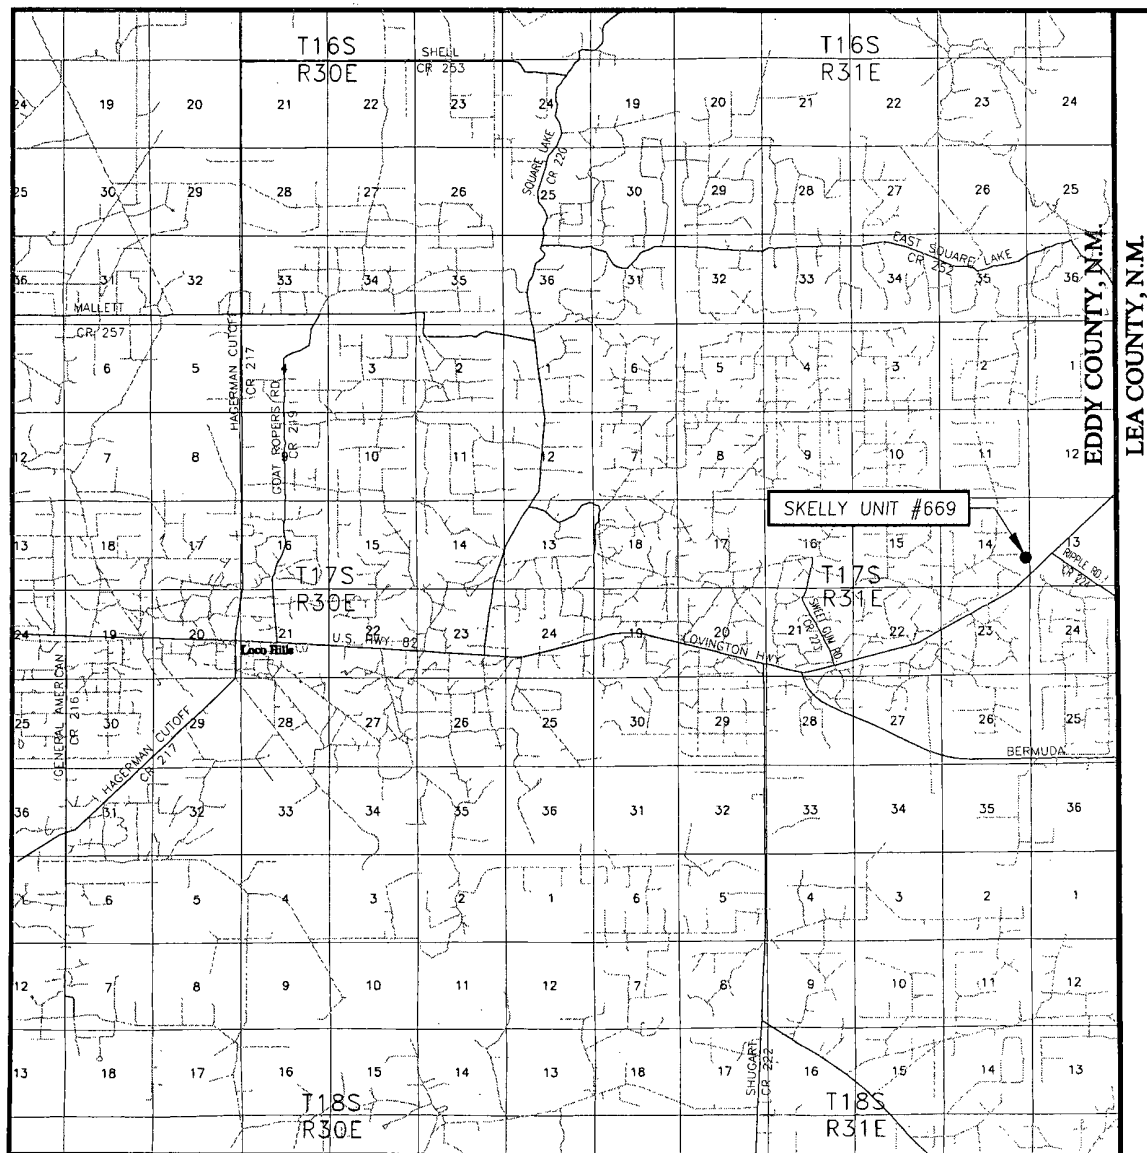 T16S
R30E
SHELL
CR 253
T16S
R31E
24 19 20 21 22 23 24 19 20 21 22 23 24
SQUARE LAKE
CR 220
25 30 29 28 27 26 25 30 29 28 27 26 25
EAST SQUARE LAKE
CR 252
36 31 32 33 34 35 36 31 32 33 34 35 36
EDDY COUNTY, N.M.
LEA COUNTY, N.M.
MALLETT
CR 257
HAGERMAN CUTOFF
CR 217
6 5 4 3 2 1 6 5 4 3 2 1
GOAT ROPERS RD
CR 219
12 7 8 9 10 11 12 7 8 9 10 11 12
SKELLY UNIT #669
13 18 17 16 15 14 13 18 17 16 15 14 13
RIPPLE RD.
CR 224
T17S
R30E
T17S
R31E
24 19 20 21 22 23 24 19 20 21 22 23 24
U.S. HWY 82
LOVINGTON HWY
SWEET GUM RD
Loco Hills
GENERAL AMERICAN
CR 216
HAGERMAN CUTOFF
CR 217
25 30 29 28 27 26 25 30 29 28 27 26 25
BERMUDA
36 31 32 33 34 35 36 31 32 33 34 35 36
1 6 5 4 3 2 1 6 5 4 3 2 1
12 7 8 9 10 11 12 7 8 9 10 11 12
13 18 17 16 15 14 13 18 17 16 15 14 13
SHUGART
CR 222
T18S
R30E
T18S
R31E